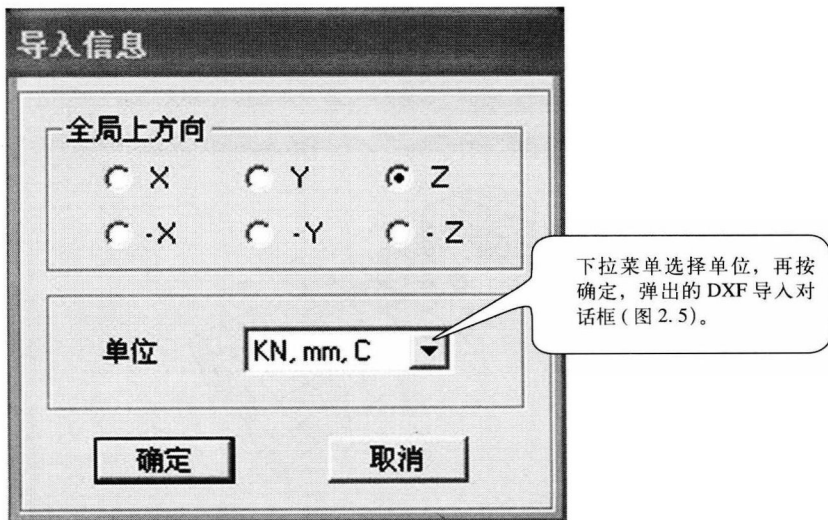 导入信息
全局上方向
X Y Z
-X -Y -Z
下拉菜单选择单位，再按
确定，弹出的 DXF 导入对
话框(图 2.5)。
单位 KN, mm, C
确定 取消